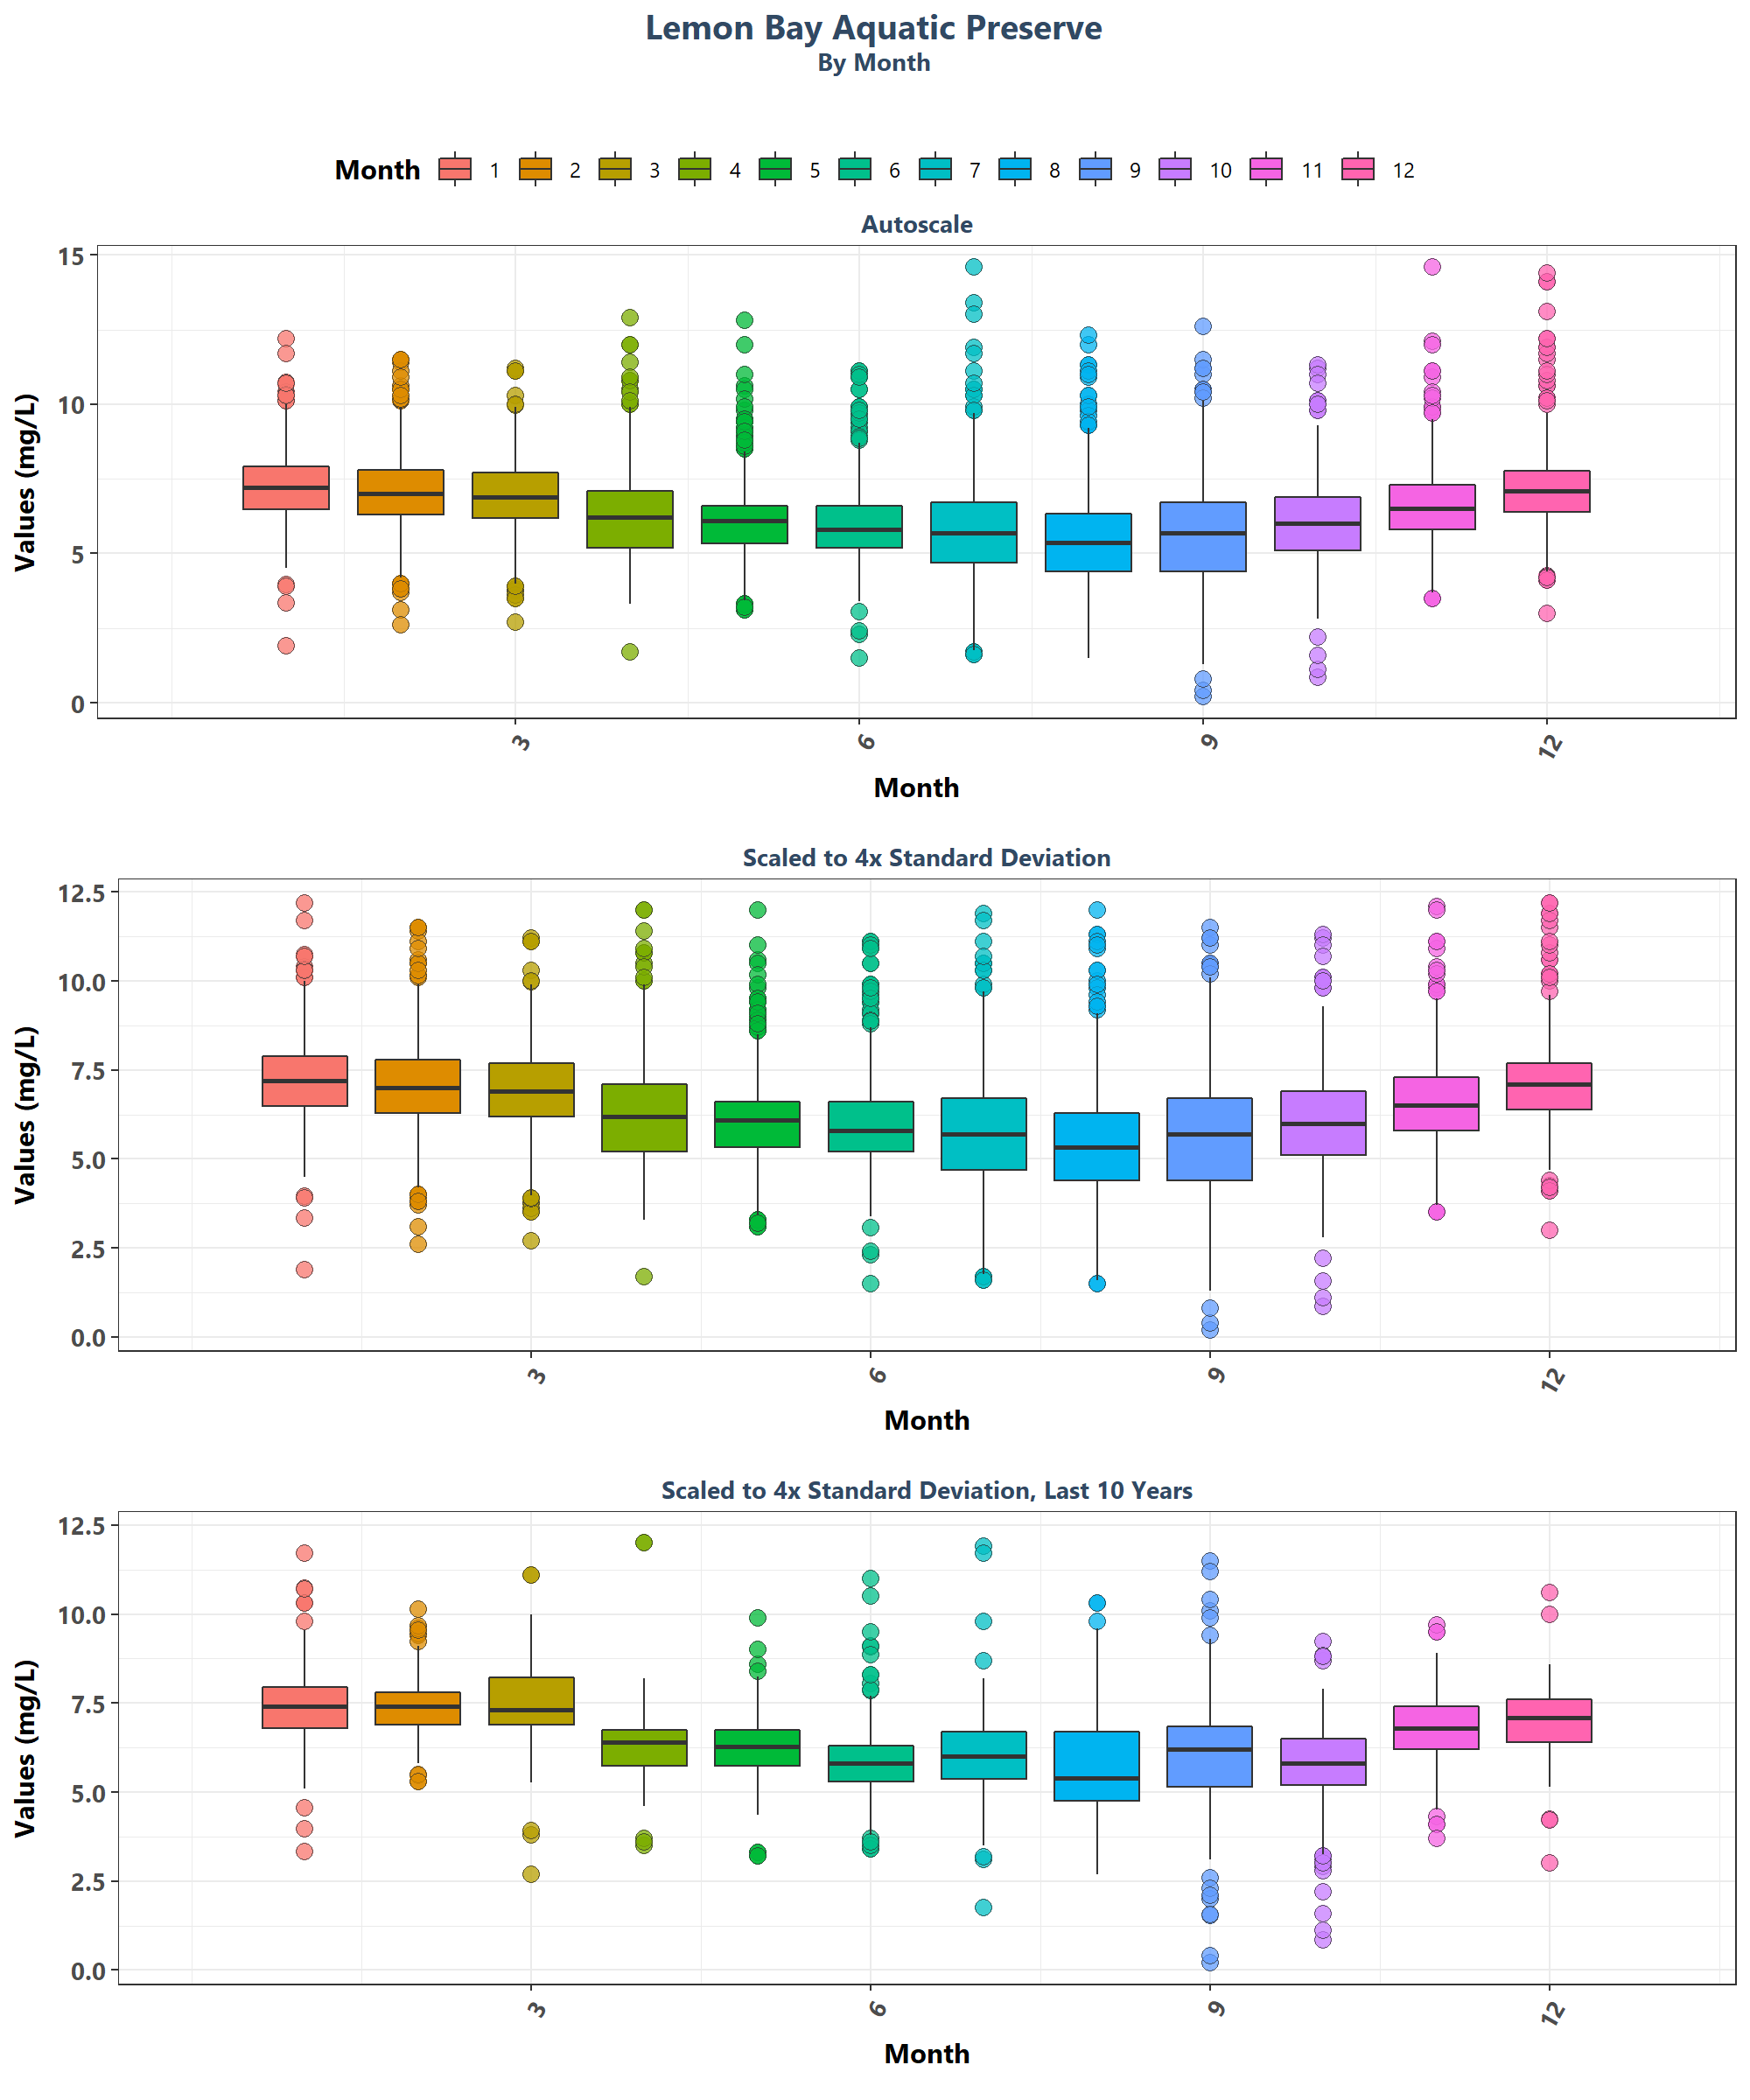 Lemon Bay Aquatic Preserve
By Month
Month 1 2 3 4 5 6 7 8 9 10 11 12
Autoscale
Values (mg/L)
15
10
5
0
3 6 9 12
Month
Scaled to 4x Standard Deviation
Values (mg/L)
12.5
10.0
7.5
5.0
2.5
0.0
3 6 9 12
Month
Scaled to 4x Standard Deviation, Last 10 Years
Values (mg/L)
12.5
10.0
7.5
5.0
2.5
0.0
3 6 9 12
Month